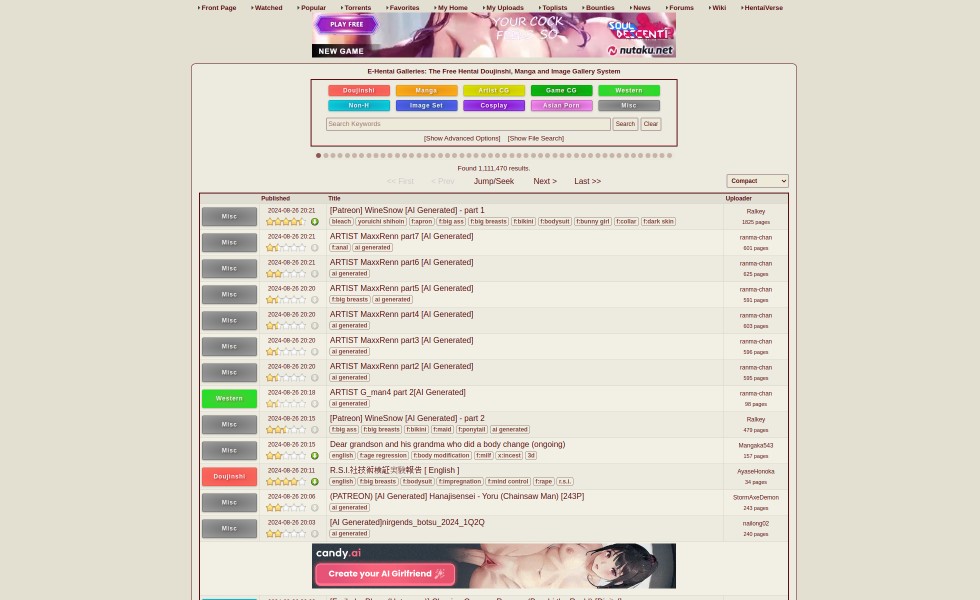 Front Page Watched Popular Torrents Favorites My Home My Uploads Toplists Bounties News Forums Wiki HentaiVerse
PLAY FREE
YOUR COCK
NEW GAME
nutaku.net
E-Hentai Galleries: The Free Hentai Doujinshi, Manga and Image Gallery System
Doujinshi Manga Artist CG Game CG Western
Non-H Image Set Cosplay Asian Porn Misc
Search Keywords Search Clear
[Show Advanced Options] [Show File Search]
Found 1,111,470 results.
<< First < Prev Jump/Seek Next > Last >> Compact
Published Title Uploader
Misc 2024-08-26 20:21 [Patreon] WineSnow [AI Generated] - part 1 Ralkey
bleach yoruichi shihoin f:apron f:big ass f:big breasts f:bikini f:bodysuit f:bunny girl f:collar f:dark skin 1825 pages
Misc 2024-08-26 20:21 ARTIST MaxxRenn part7 [AI Generated] ranma-chan
f:anal ai generated 601 pages
Misc 2024-08-26 20:21 ARTIST MaxxRenn part6 [AI Generated] ranma-chan
ai generated 625 pages
Misc 2024-08-26 20:20 ARTIST MaxxRenn part5 [AI Generated] ranma-chan
f:big breasts ai generated 591 pages
Misc 2024-08-26 20:20 ARTIST MaxxRenn part4 [AI Generated] ranma-chan
ai generated 603 pages
Misc 2024-08-26 20:20 ARTIST MaxxRenn part3 [AI Generated] ranma-chan
ai generated 596 pages
Misc 2024-08-26 20:20 ARTIST MaxxRenn part2 [AI Generated] ranma-chan
ai generated 595 pages
Western 2024-08-26 20:18 ARTIST G_man4 part 2[AI Generated] ranma-chan
ai generated 98 pages
Misc 2024-08-26 20:15 [Patreon] WineSnow [AI Generated] - part 2 Ralkey
f:big ass f:big breasts f:bikini f:maid f:ponytail ai generated 479 pages
Misc 2024-08-26 20:15 Dear grandson and his grandma who did a body change (ongoing) Mangaka543
english f:age regression f:body modification f:milf x:incest 3d 157 pages
Doujinshi 2024-08-26 20:11 R.S.I.社技術検証実験報告 [ English ] AyaseHonoka
english f:big breasts f:bodysuit f:impregnation f:mind control f:rape r.s.i. 34 pages
Misc 2024-08-26 20:06 (PATREON) [AI Generated] Hanajisensei - Yoru (Chainsaw Man) [243P] StormAxeDemon
ai generated 243 pages
Misc 2024-08-26 20:03 [AI Generated]nirgends_botsu_2024_1Q2Q nailong02
ai generated 240 pages
candy.ai
Create your AI Girlfriend